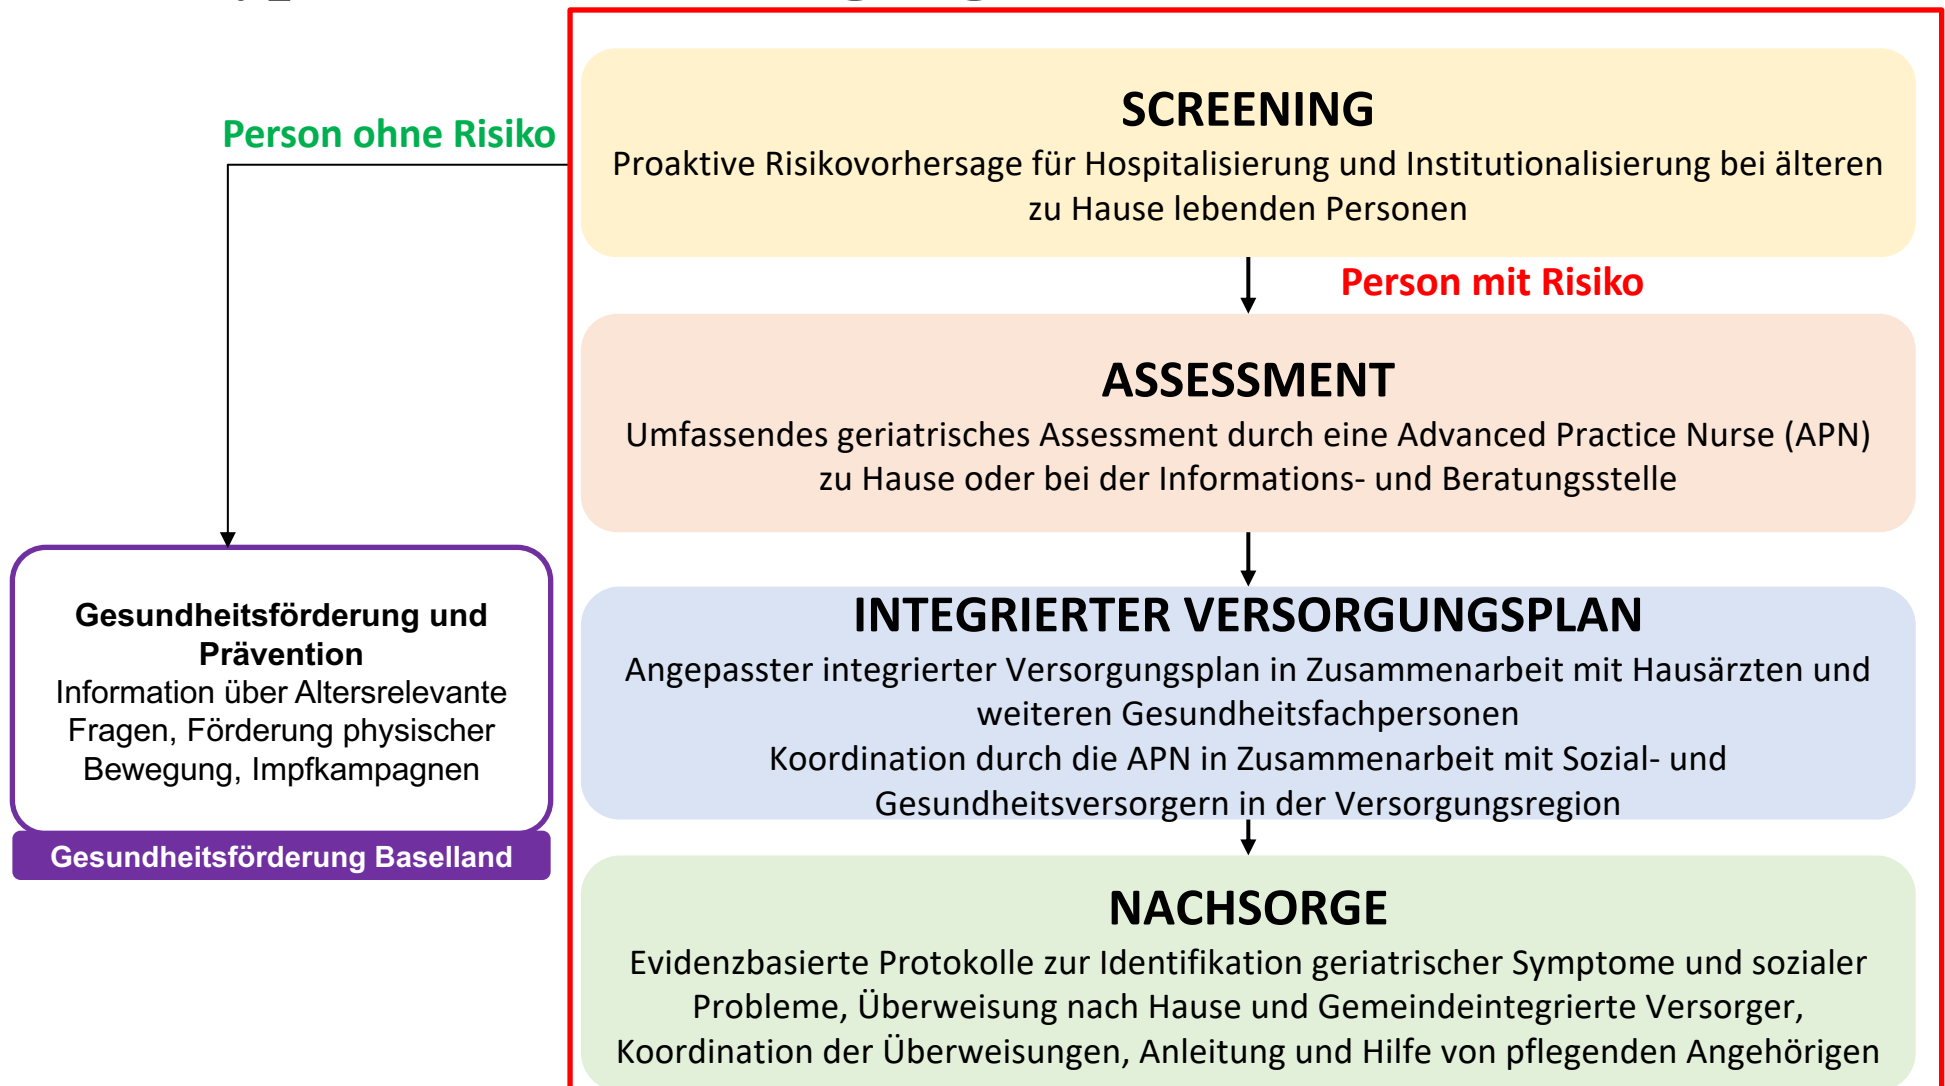 SCREENING
Proaktive Risikovorhersage für Hospitalisierung und Institutionalisierung bei älteren
zu Hause lebenden Personen
Person ohne Risiko
Person mit Risiko
ASSESSMENT
Umfassendes geriatrisches Assessment durch eine Advanced Practice Nurse (APN)
zu Hause oder bei der Informations- und Beratungsstelle
Gesundheitsförderung und
Prävention
Information über Altersrelevante
Fragen, Förderung physischer
Bewegung, Impfkampagnen
Gesundheitsförderung Baselland
INTEGRIERTER VERSORGUNGSPLAN
Angepasster integrierter Versorgungsplan in Zusammenarbeit mit Hausärzten und
weiteren Gesundheitsfachpersonen
Koordination durch die APN in Zusammenarbeit mit Sozial- und
Gesundheitsversorgern in der Versorgungsregion
NACHSORGE
Evidenzbasierte Protokolle zur Identifikation geriatrischer Symptome und sozialer
Probleme, Überweisung nach Hause und Gemeindeintegrierte Versorger,
Koordination der Überweisungen, Anleitung und Hilfe von pflegenden Angehörigen